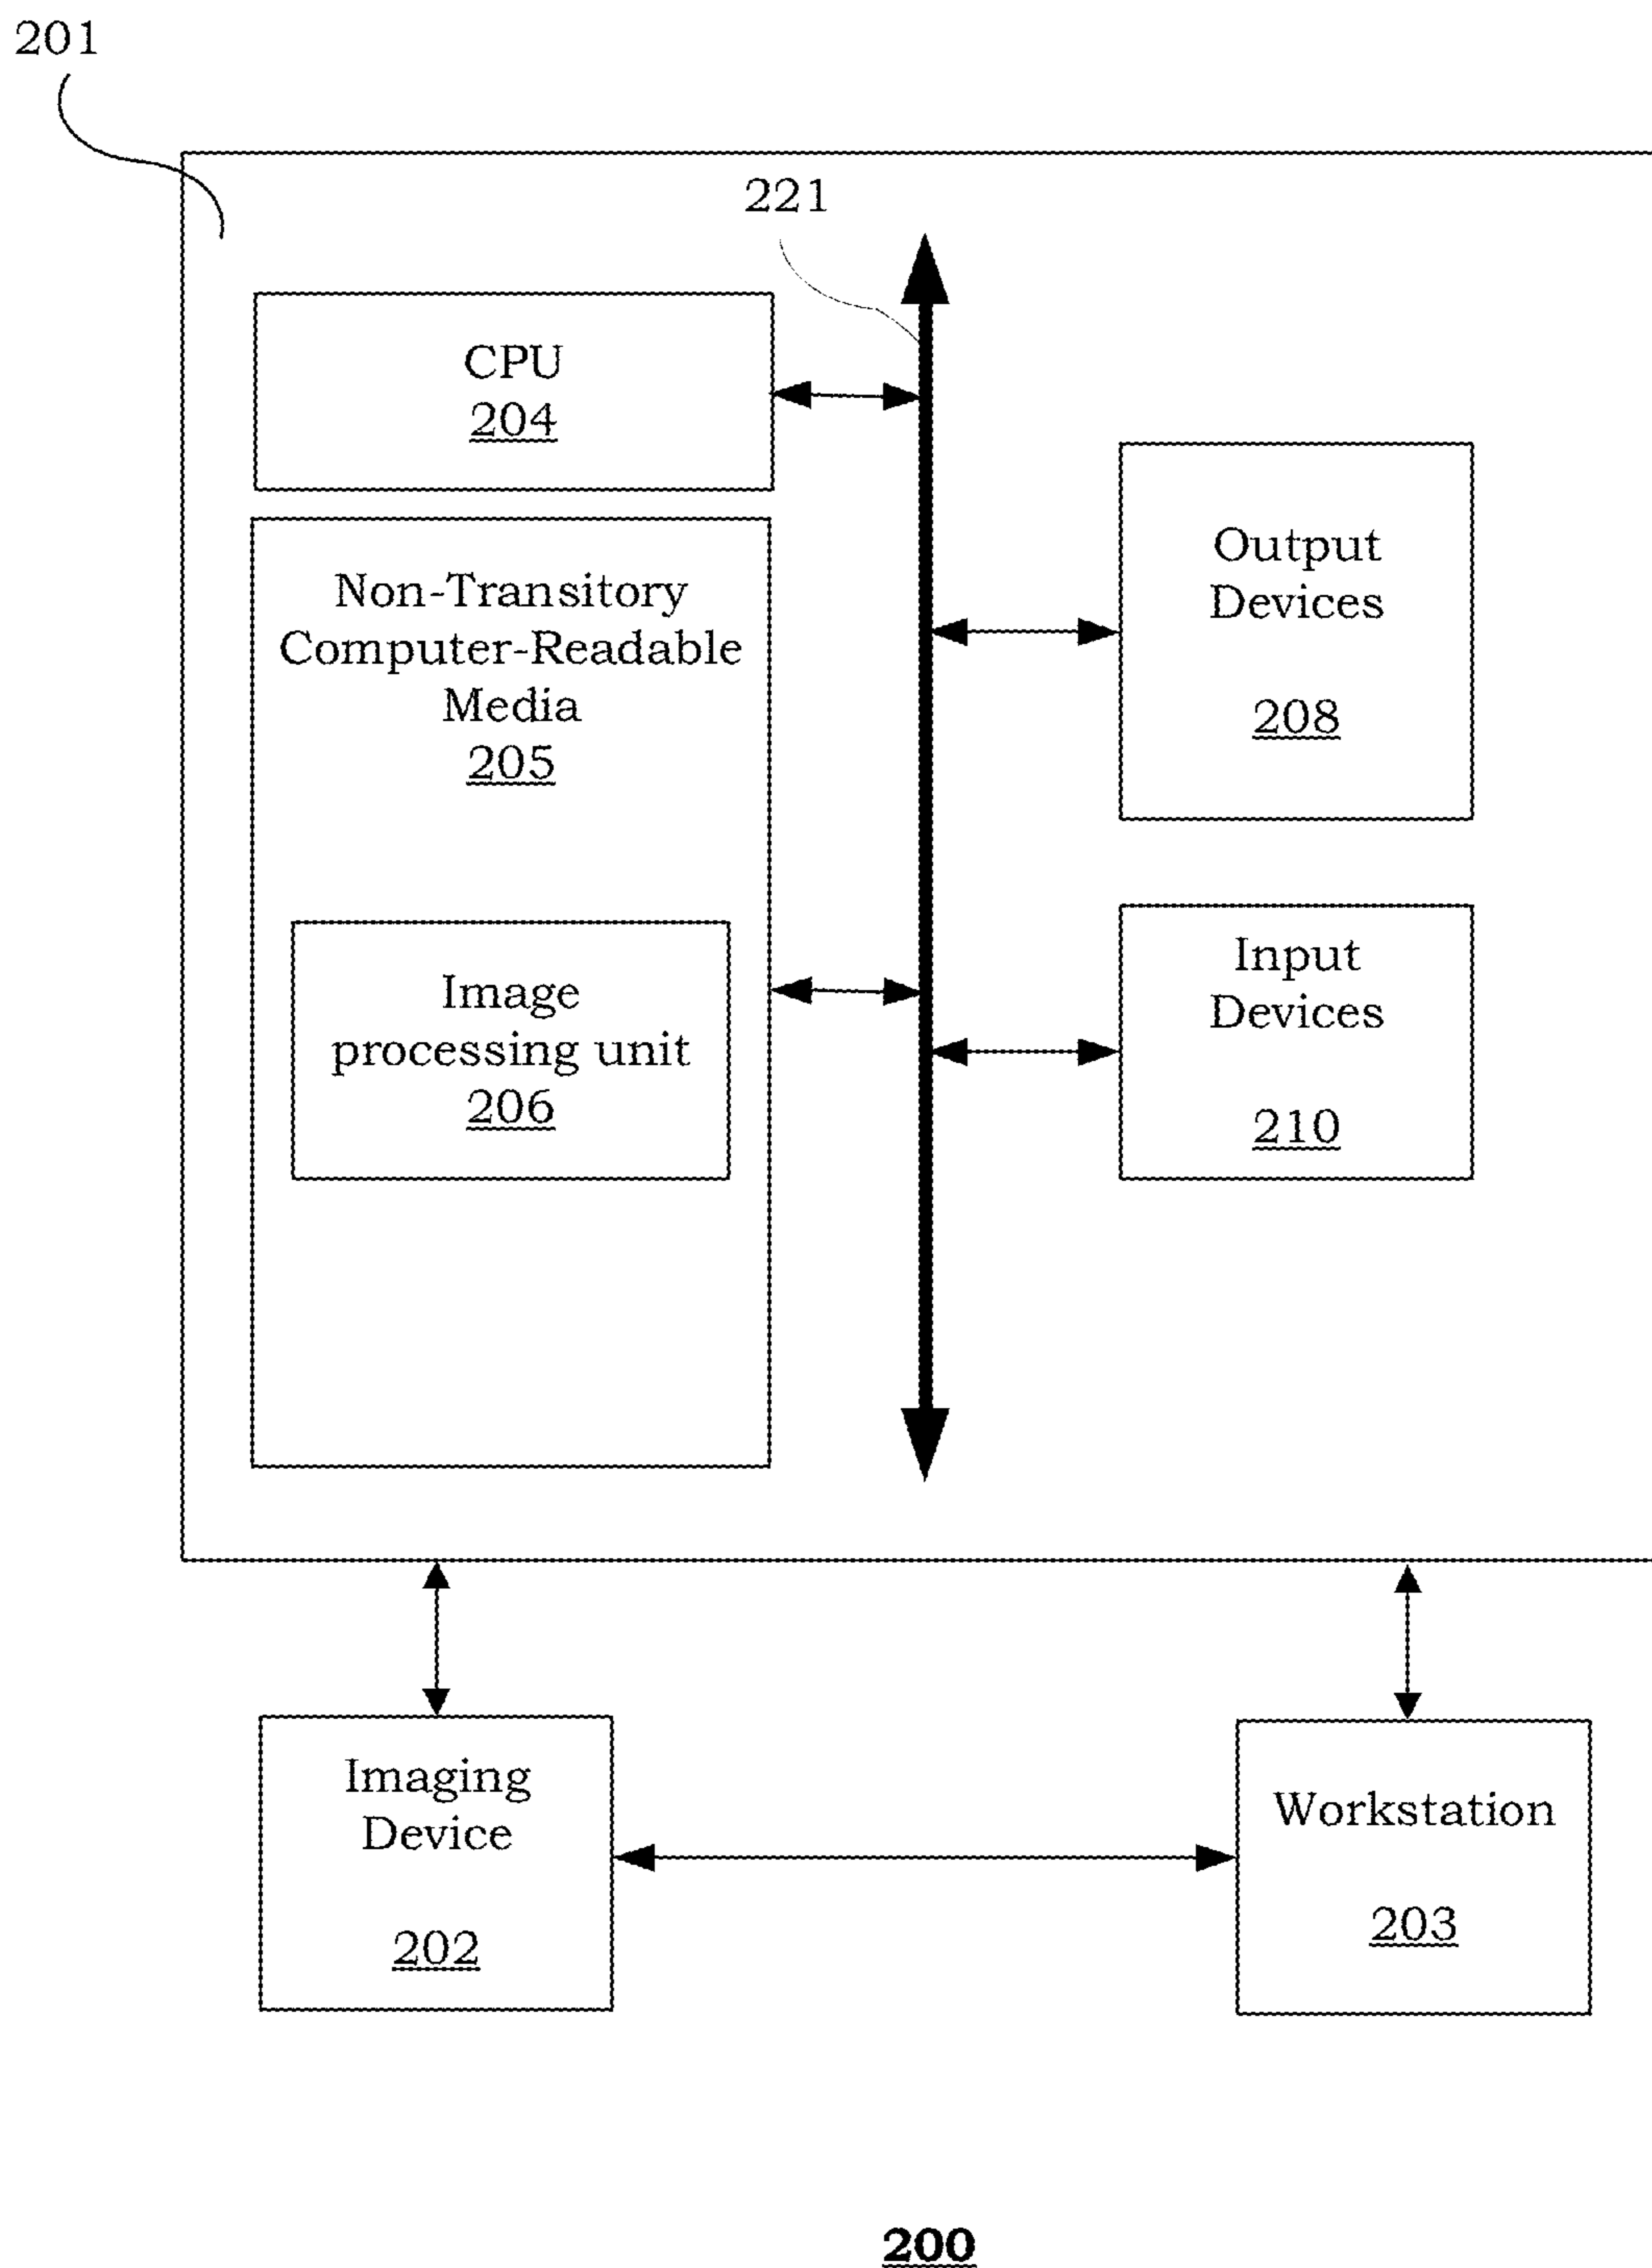 201
221
CPU
204
Non-Transitory
Computer-Readable
Media
205
Image
processing unit
206
Output
Devices
208
Input
Devices
210
Imaging
Device
202
Workstation
203
200